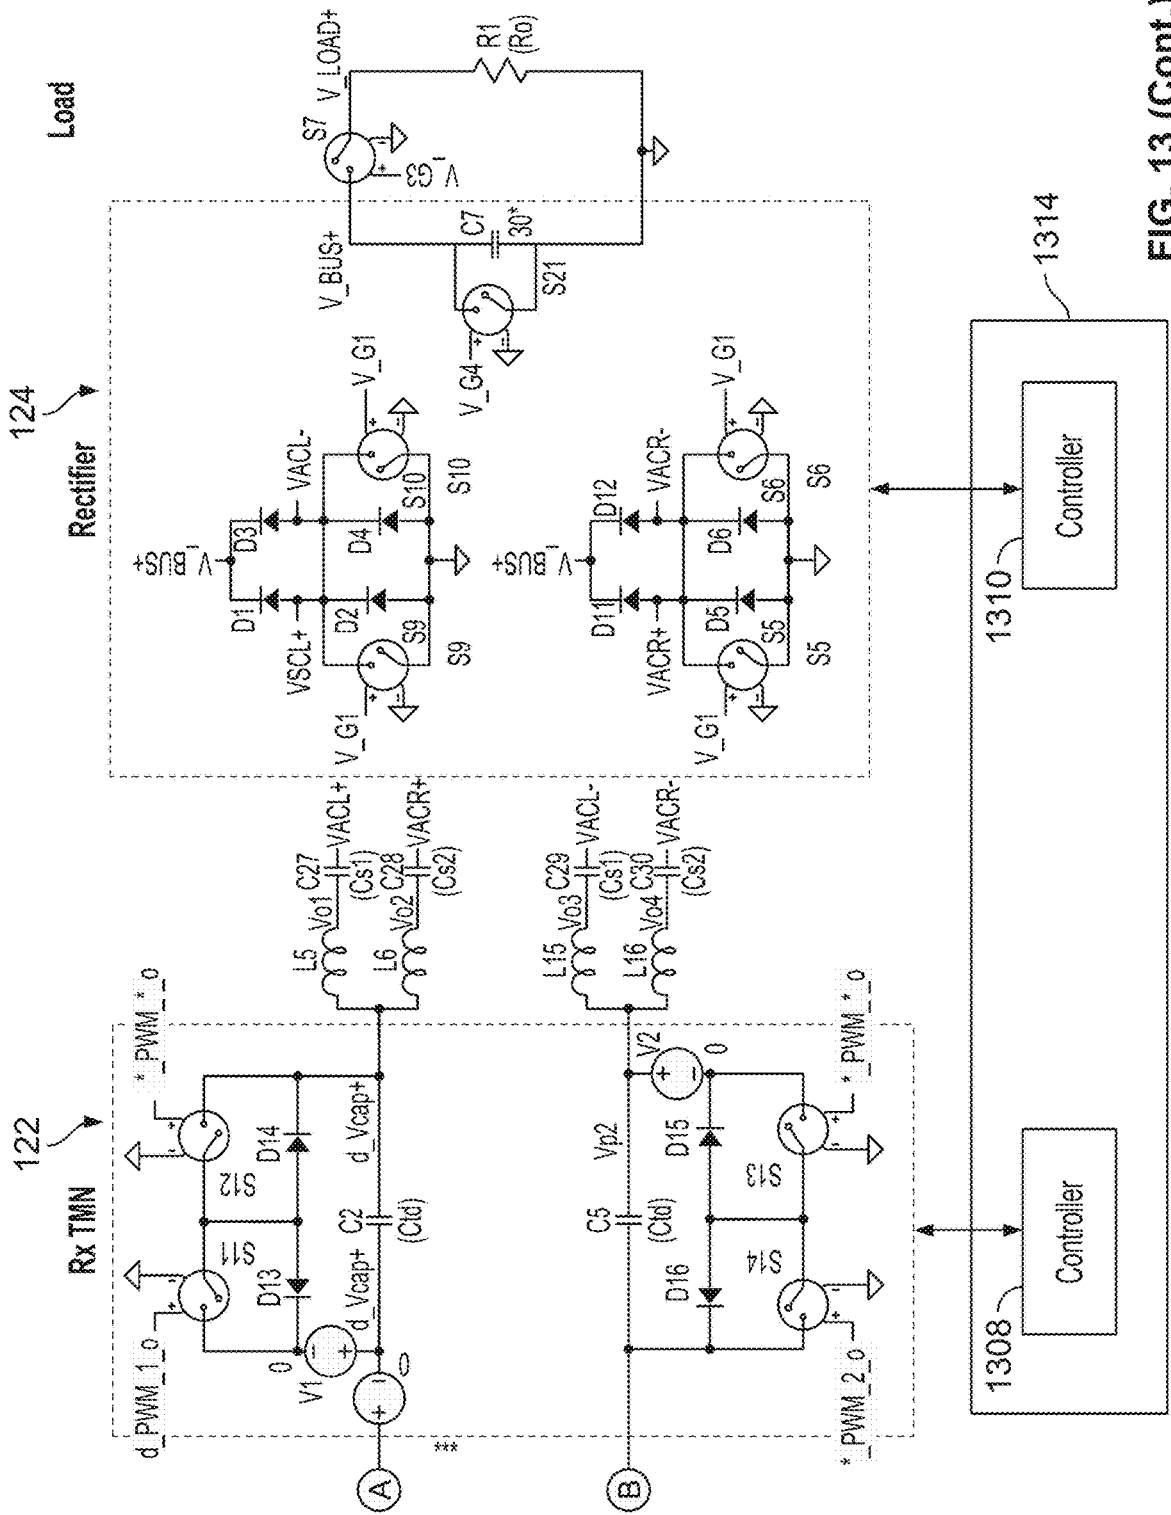 122
Rx TMN
d_PWM_1_o
*_PWM_*_o
S11
S12
D13
D14
0
V1
d_Vcap+
d_Vcap+
C2
(Ctd)
0
A
***
B
Vp2
C5
(Ctd)
V2
0
D16
D15
S14
S13
*_PWM_2_o
*_PWM_*_o
L5
Vo1
C27
VACL+
(Cs1)
L6
Vo2
C28
VACR+
(Cs2)
L15
Vo3
C29
VACL-
(Cs1)
L16
Vo4
C30
VACR-
(Cs2)
124
Rectifier
V_BUS+
D1
D3
VSCL+
VACL-
D2
D4
V_G1
V_G1
S9
S10
S9
S10
V_BUS+
D11
D12
VACR+
VACR-
D5
D6
V_G1
V_G1
S5
S6
S5
S6
V_BUS+
C7
30*
V_G4
S21
Load
S7
V_LOAD+
V_G3
R1
(Ro)
1308
Controller
1310
Controller
1314
FIG. 13 (Cont.)